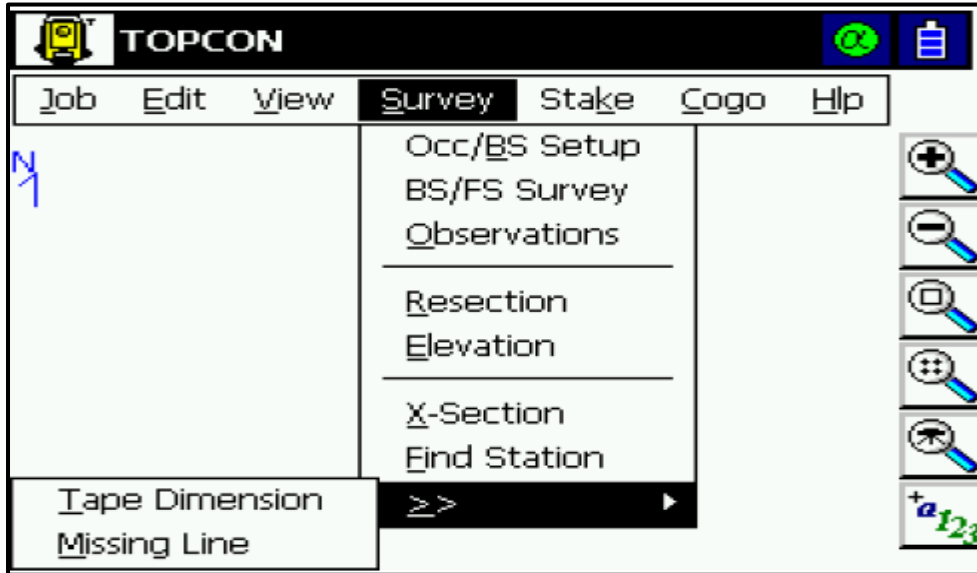 TOPCON
α
Job Edit View Survey Stake Cogo Hlp
N
Occ/BS Setup
BS/FS Survey
Observations
Resection
Elevation
X-Section
Find Station
>>
Tape Dimension
Missing Line
+a123